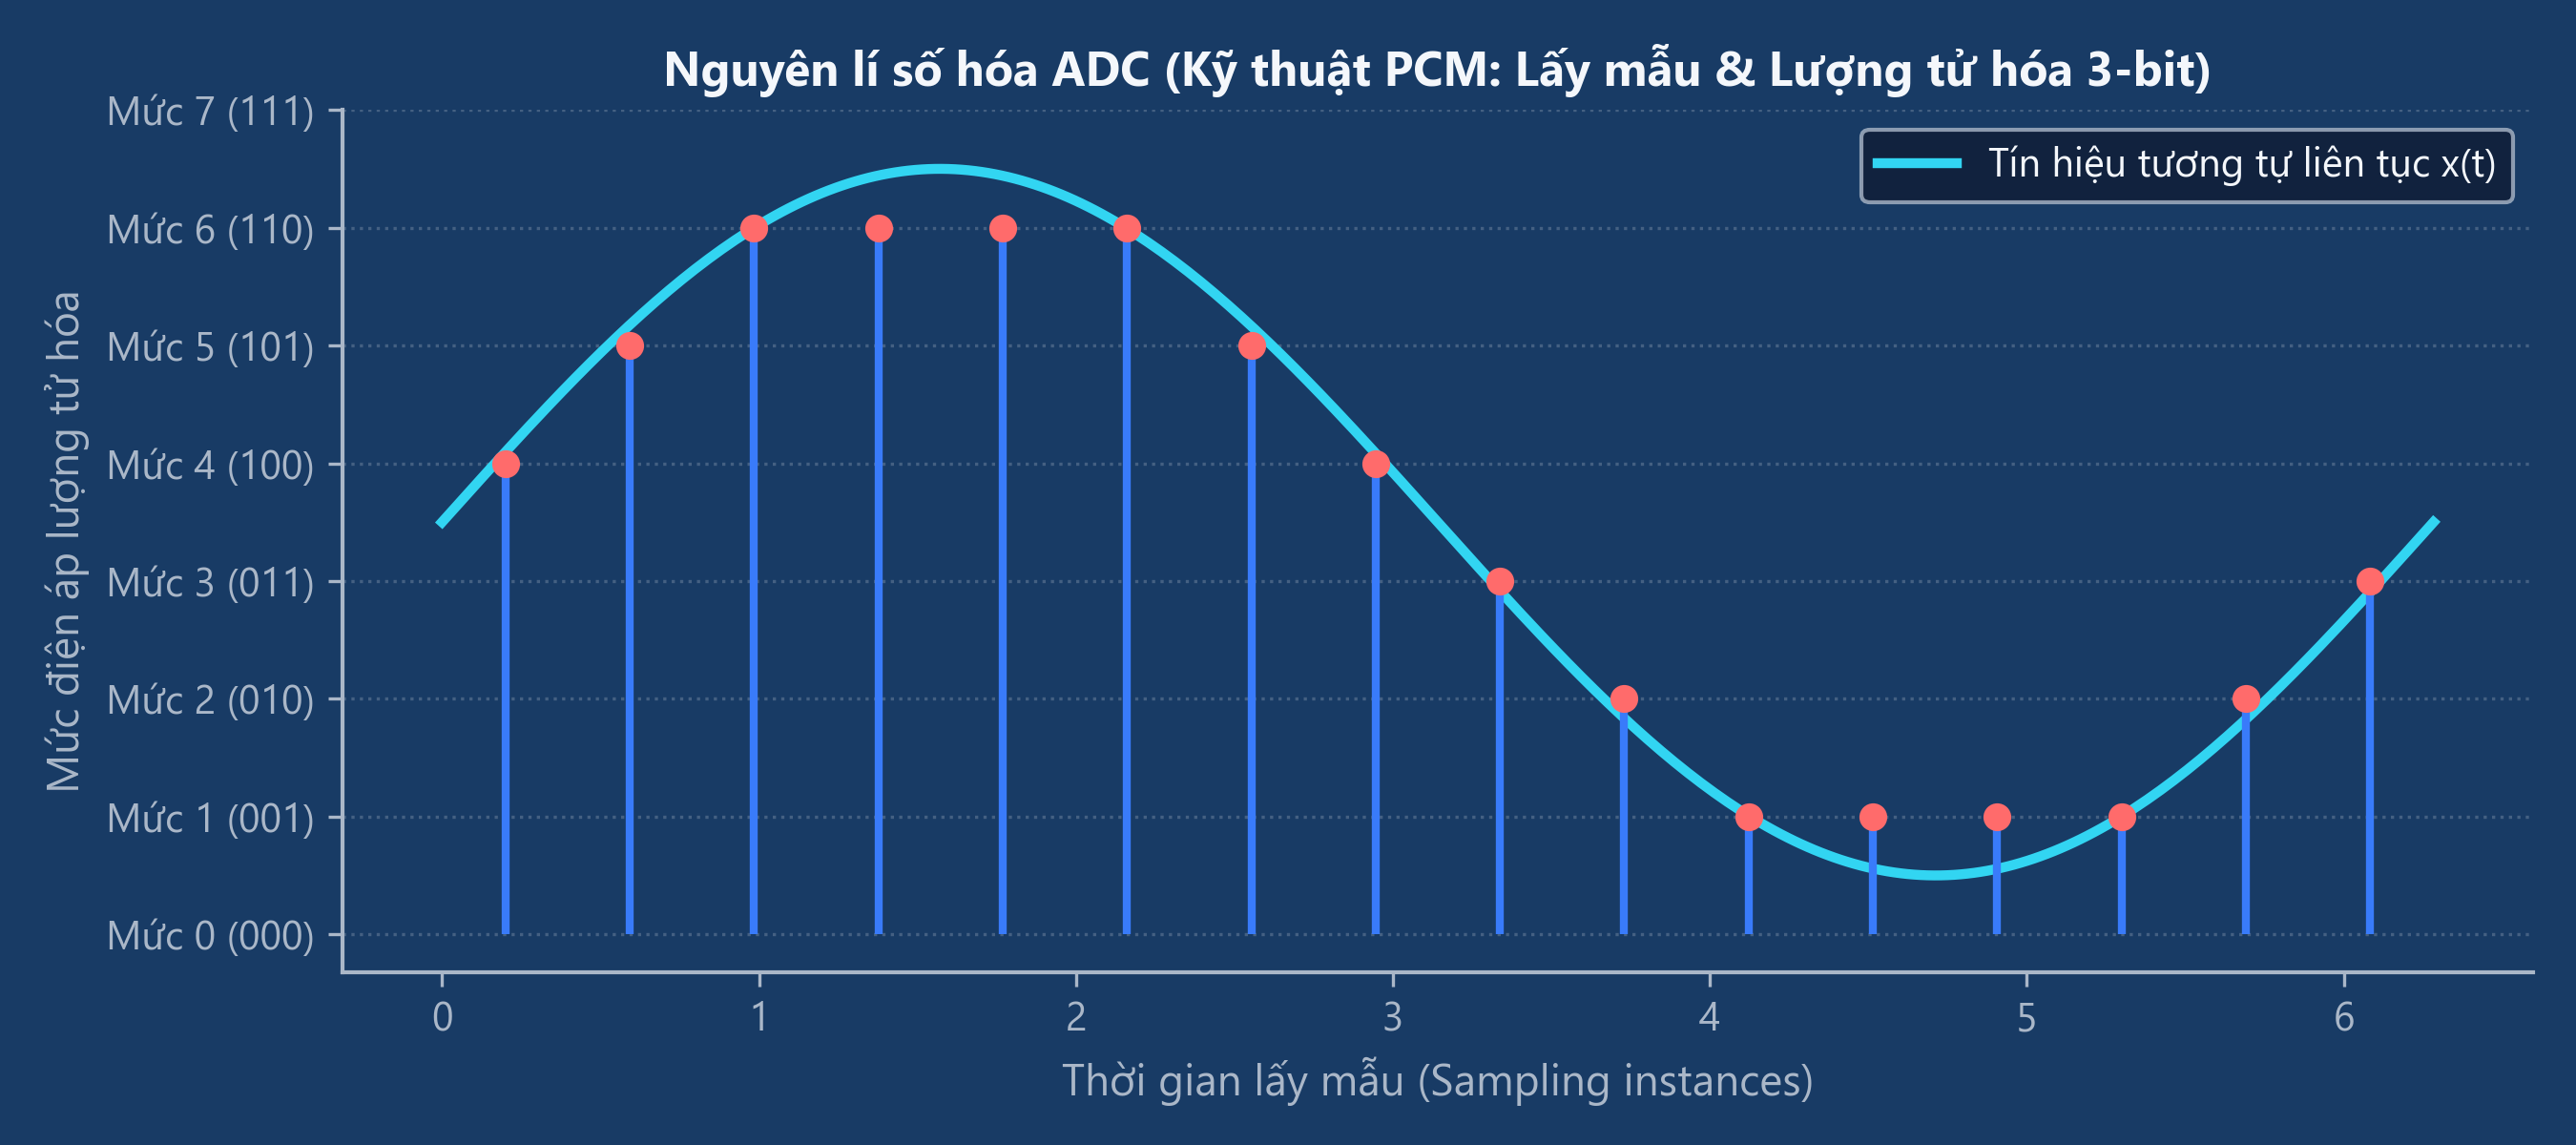 Nguyên lí số hóa ADC (Kỹ thuật PCM: Lấy mẫu & Lượng tử hóa 3-bit)
Tín hiệu tương tự liên tục x(t)
Mức điện áp lượng tử hóa
Mức 7 (111)
Mức 6 (110)
Mức 5 (101)
Mức 4 (100)
Mức 3 (011)
Mức 2 (010)
Mức 1 (001)
Mức 0 (000)
0 1 2 3 4 5 6
Thời gian lấy mẫu (Sampling instances)